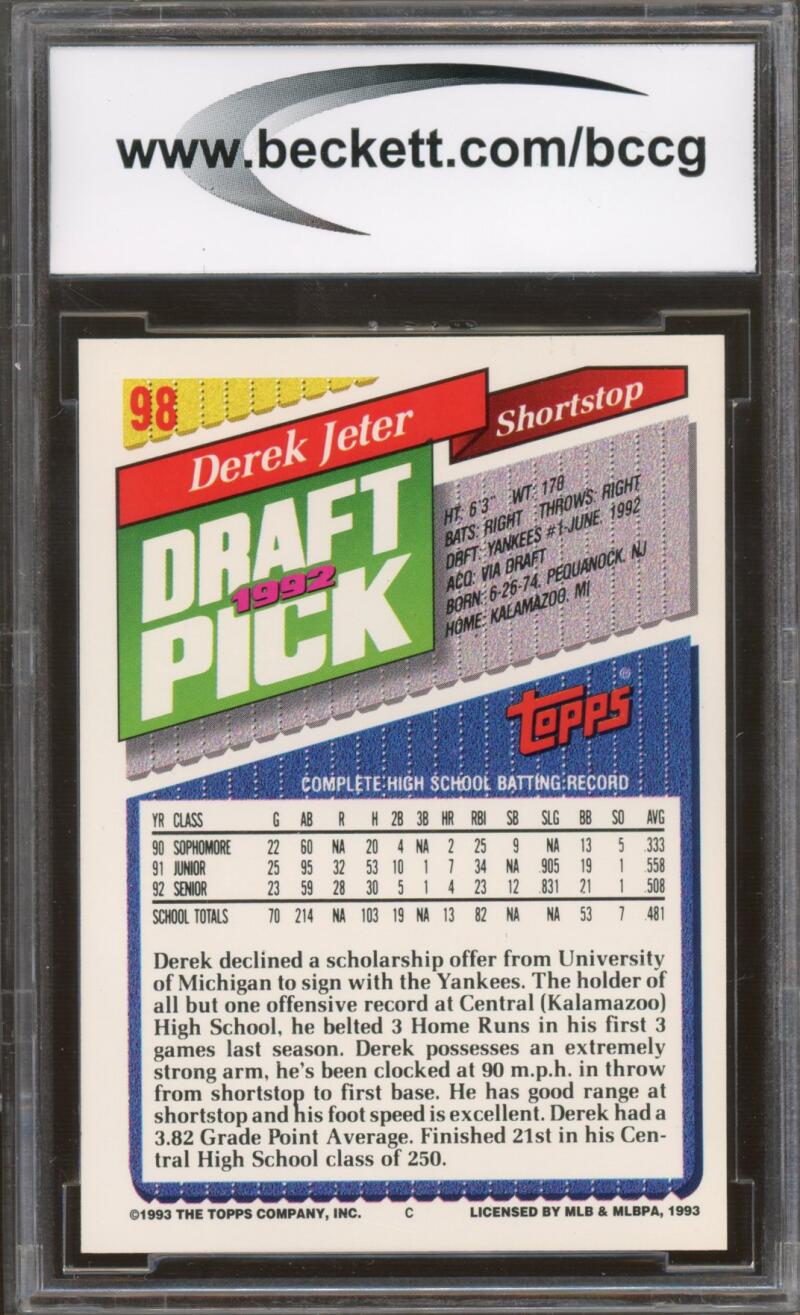 www.beckett.com/bccg
98
Derek Jeter
Shortstop
DRAFT
1992
PICK
HT: 6'3" WT: 178
BATS: RIGHT THROWS: RIGHT
DRFT: YANKEES #1-JUNE, 1992
ACQ: VIA DRAFT
BORN: 6-26-74, PEQUANOCK, NJ
HOME: KALAMAZOO, MI
Topps®
COMPLETE HIGH SCHOOL BATTING RECORD
YR CLASS G AB R H 2B 3B HR RBI SB SLG BB SO AVG
90 SOPHOMORE 22 60 NA 20 4 NA 2 25 9 NA 13 5 .333
91 JUNIOR 25 95 32 53 10 1 7 34 NA .905 19 1 .558
92 SENIOR 23 59 28 30 5 1 4 23 12 .831 21 1 .508
SCHOOL TOTALS 70 214 NA 103 19 NA 13 82 NA NA 53 7 .481
Derek declined a scholarship offer from University
of Michigan to sign with the Yankees. The holder of
all but one offensive record at Central (Kalamazoo)
High School, he belted 3 Home Runs in his first 3
games last season. Derek possesses an extremely
strong arm, he's been clocked at 90 m.p.h. in throw
from shortstop to first base. He has good range at
shortstop and his foot speed is excellent. Derek had a
3.82 Grade Point Average. Finished 21st in his Cen-
tral High School class of 250.
©1993 THE TOPPS COMPANY, INC. C LICENSED BY MLB & MLBPA, 1993